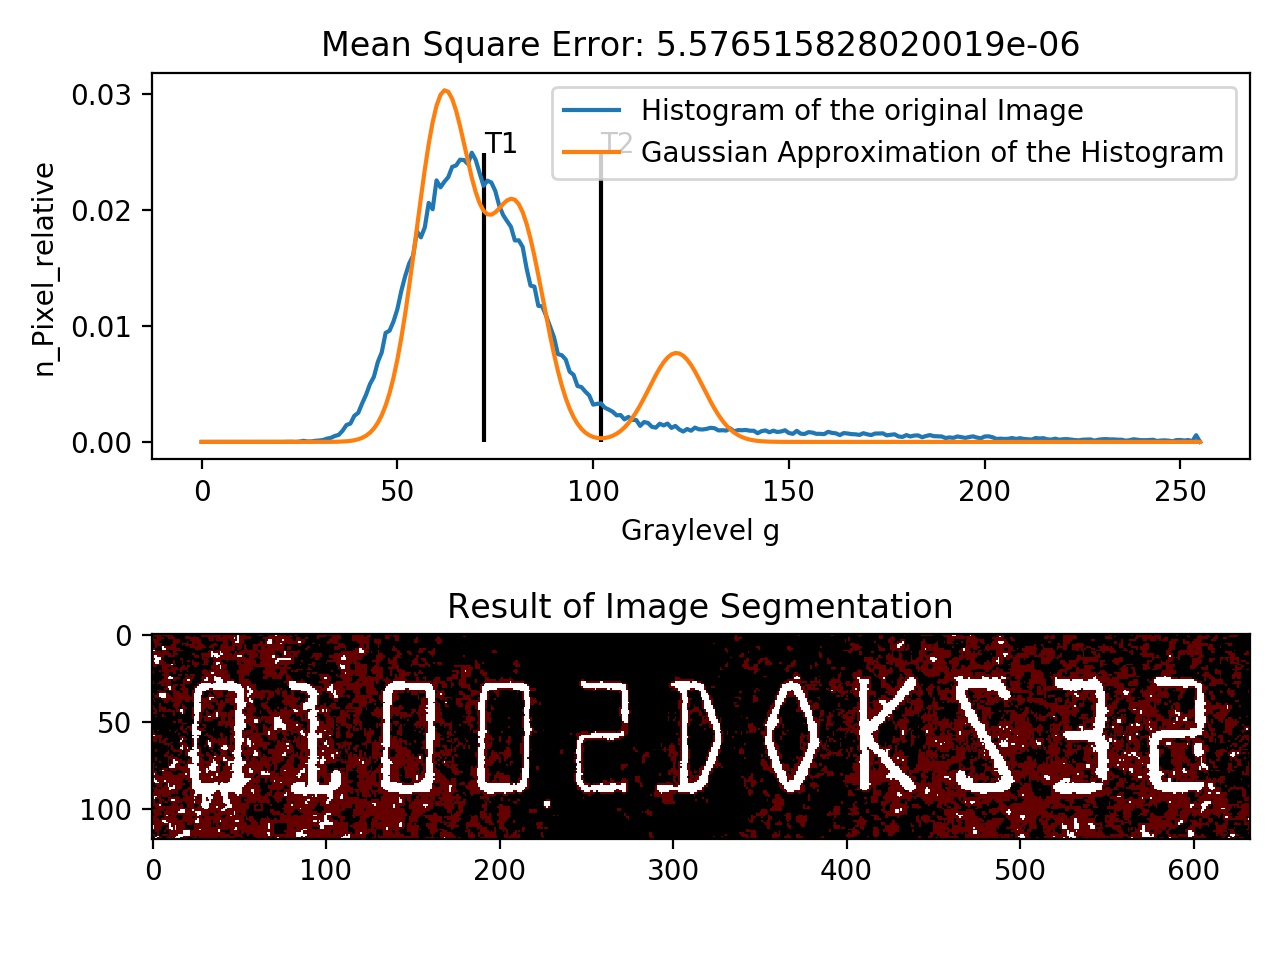 Mean Square Error: 5.576515828020019e-06
0.03
0.02
0.01
0.00
n_Pixel_relative
T1
T2
Histogram of the original Image
Gaussian Approximation of the Histogram
0 50 100 150 200 250
Graylevel g
Result of Image Segmentation
0
50
100
01002DOKS32
0 100 200 300 400 500 600